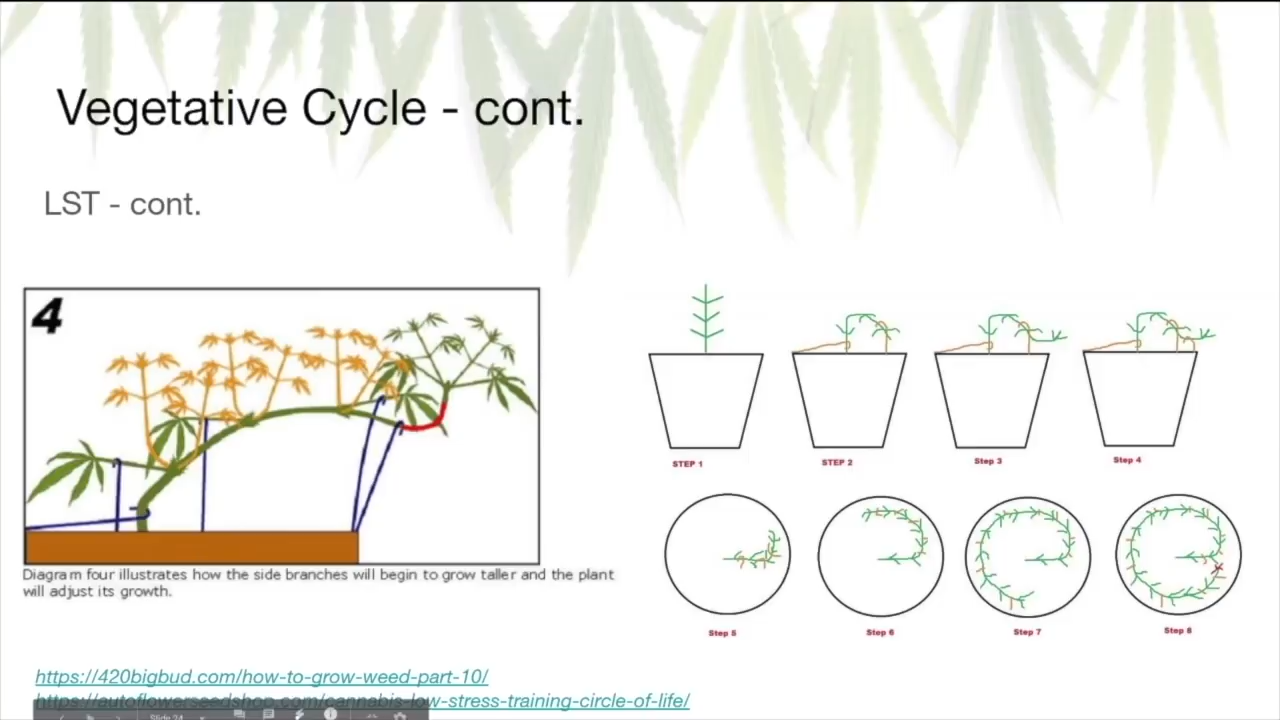 Vegetative Cycle - cont.
LST - cont.
4
Diagram four illustrates how the side branches will begin to grow taller and the plant
will adjust its growth.
STEP 1
STEP 2
Step 3
Step 4
Step 5
Step 6
Step 7
Step 8
https://420bigbud.com/how-to-grow-weed-part-10/
https://autoflowerseedshop.com/cannabis-low-stress-training-circle-of-life/
Slide 24